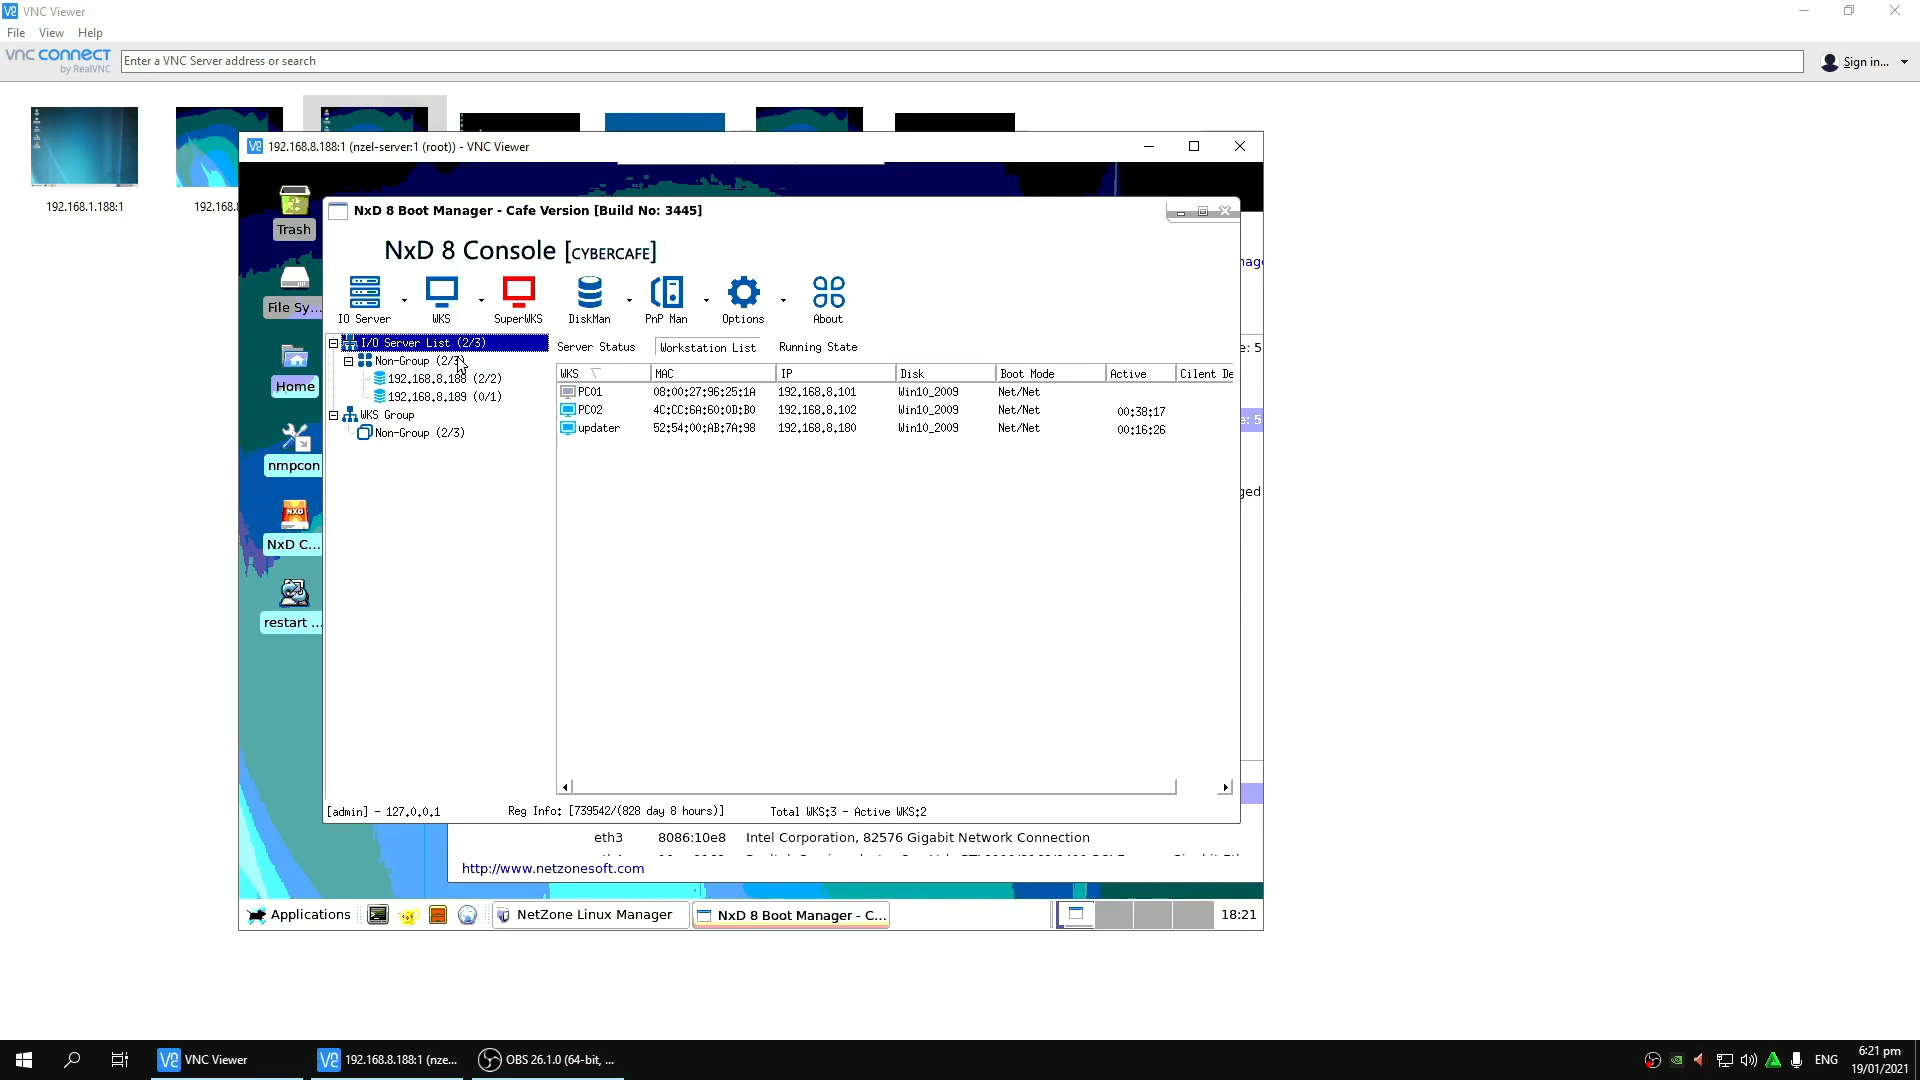 VNC Viewer
File View Help
VNC CONNECT
by RealVNC
Enter a VNC Server address or search
Sign in...
192.168.1.188:1
192.168.8
192.168.8.188:1 (nzel-server:1 (root)) - VNC Viewer
Trash
File Sy...
Home
nmpcon
NxD C...
restart ...
NxD 8 Boot Manager - Cafe Version [Build No: 3445]
NxD 8 Console [CYBERCAFE]
IO Server
WKS
SuperWKS
DiskMan
PnP Man
Options
About
I/O Server List (2/3)
Non-Group (2/3)
192.168.8.188 (2/2)
192.168.8.189 (0/1)
WKS Group
Non-Group (2/3)
Server Status Workstation List Running State
WKS MAC IP Disk Boot Mode Active Cilent De
PC01 08:00:27:96:25:1A 192.168.8.101 Win10_2009 Net/Net
PC02 4C:CC:6A:60:0D:B0 192.168.8.102 Win10_2009 Net/Net 00:38:17
updater 52:54:00:AB:7A:98 192.168.8.180 Win10_2009 Net/Net 00:16:26
[admin] - 127.0.0.1 Reg Info: [739542/(828 day 8 hours)] Total WKS:3 - Active WKS:2
nag
e: 5
e: 5
ged
eth3 8086:10e8 Intel Corporation, 82576 Gigabit Network Connection
http://www.netzonesoft.com
Applications
NetZone Linux Manager
NxD 8 Boot Manager - C...
18:21
VNC Viewer
192.168.8.188:1 (nze...
OBS 26.1.0 (64-bit, ...
ENG
6:21 pm
19/01/2021